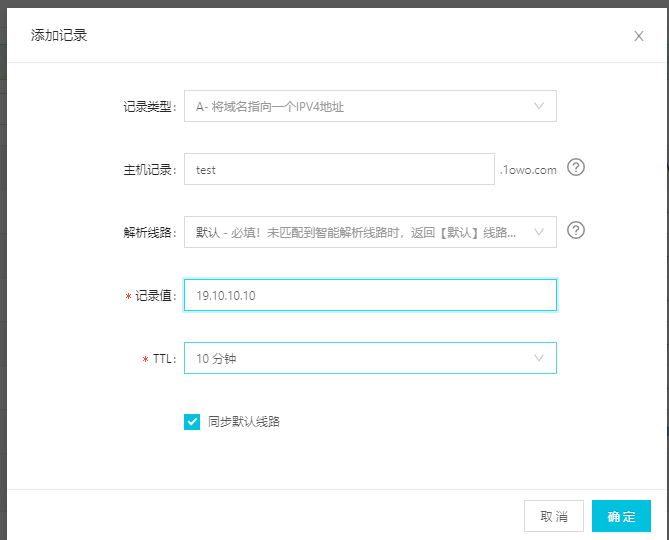 添加记录
记录类型: A- 将域名指向一个IPV4地址
主机记录: test .1owo.com
解析线路: 默认 - 必填！未匹配到智能解析线路时，返回【默认】线路...
* 记录值: 19.10.10.10
* TTL: 10 分钟
同步默认线路
取 消 确 定